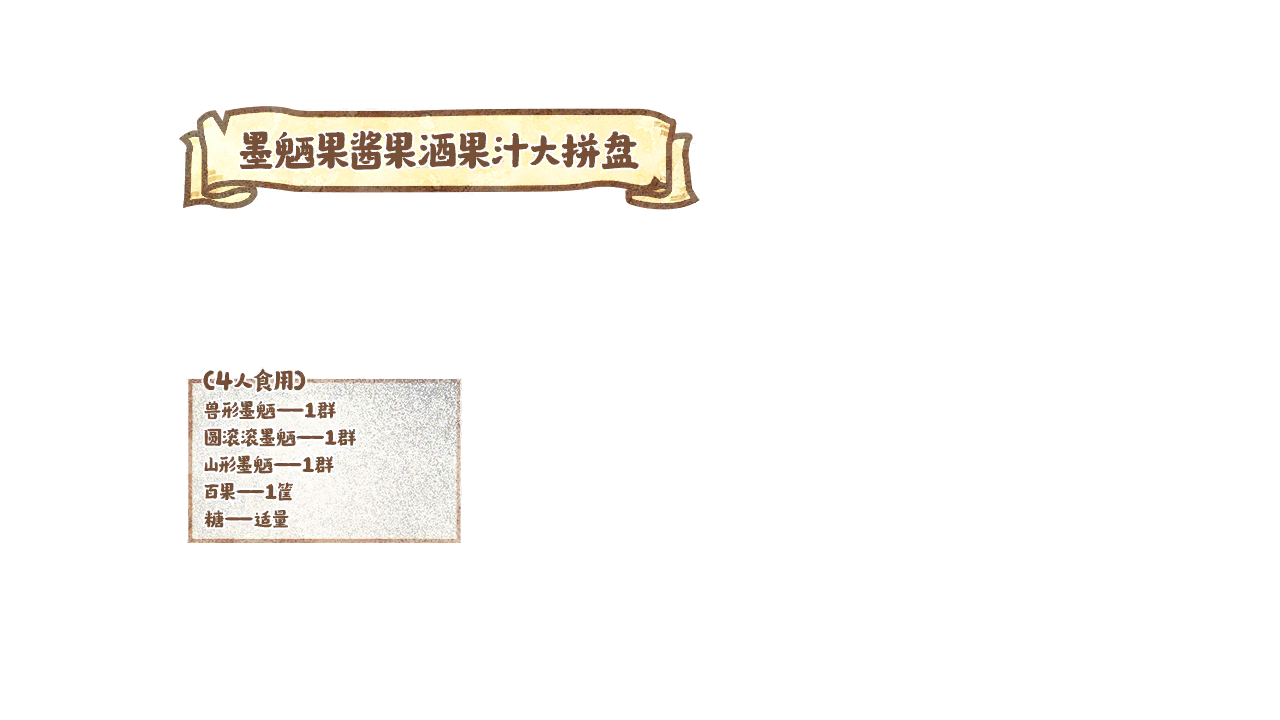 墨魉果酱果酒果汁大拼盘
(4人食用)
兽形墨魉——1群
圆滚滚墨魉——1群
山形墨魉——1群
百果——1筐
糖——适量